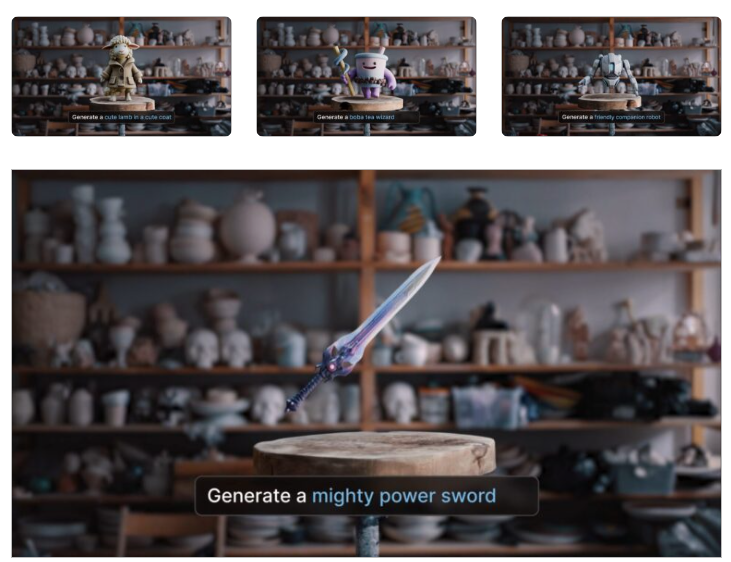 Generate a cute lamb in a cute coat
Generate a boba tea wizard
Generate a friendly companion robot
Generate a mighty power sword